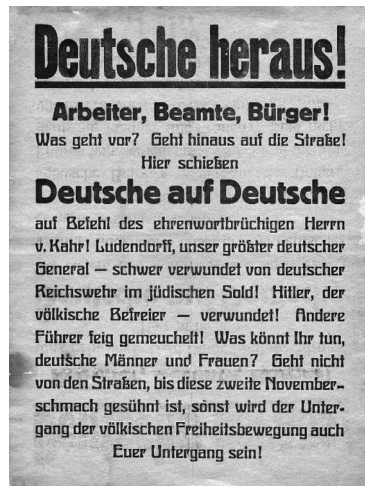 Deutsche heraus!
Arbeiter, Beamte, Bürger!
Was geht vor? Geht hinaus auf die Straße!
Hier schießen
Deutsche auf Deutsche
auf Befehl des ehrenwortbrüchigen Herrn
v. Kahr! Ludendorff, unser größter deutscher
General — schwer verwundet von deutscher
Reichswehr im jüdischen Sold! Hitler, der
völkische Befreier — verwundet! Andere
Führer feig gemeuchelt! Was könnt Ihr tun,
deutsche Männer und Frauen? Geht nicht
von den Straßen, bis diese zweite November-
schmach gesühnt ist, sonst wird der Unter-
gang der völkischen Freiheitsbewegung auch
Euer Untergang sein!